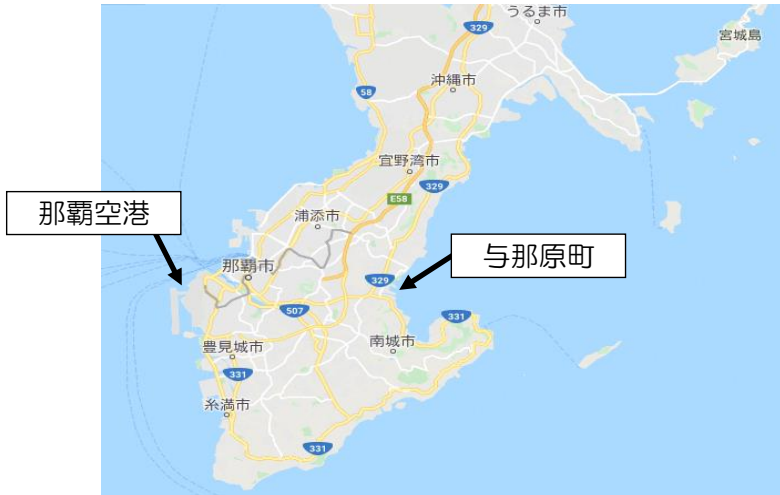 うるま市
329
宮城島
沖縄市
58
宜野湾市
329
E58
那覇空港
浦添市
与那原町
那覇市
329
507
331
豊見城市
南城市
331
糸満市
331